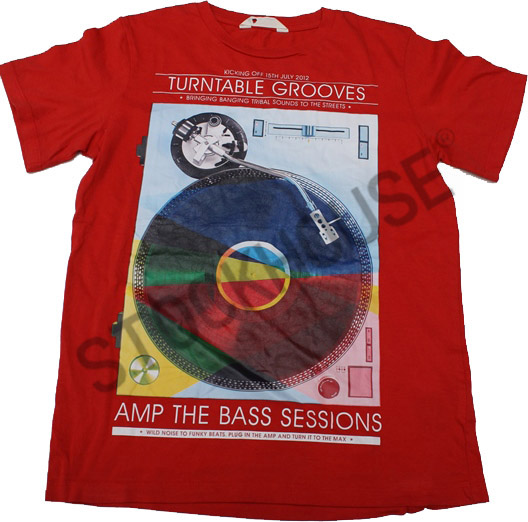 KICKING OFF 15TH JULY 2012
TURNTABLE GROOVES
• BRINGING BANGING TRIBAL SOUNDS TO THE STREETS •
STOCKHOUSE®
AMP THE BASS SESSIONS
• WILD NOISE TO FUNKY BEATS, PLUG IN THE AMP AND TURN IT TO THE MAX •